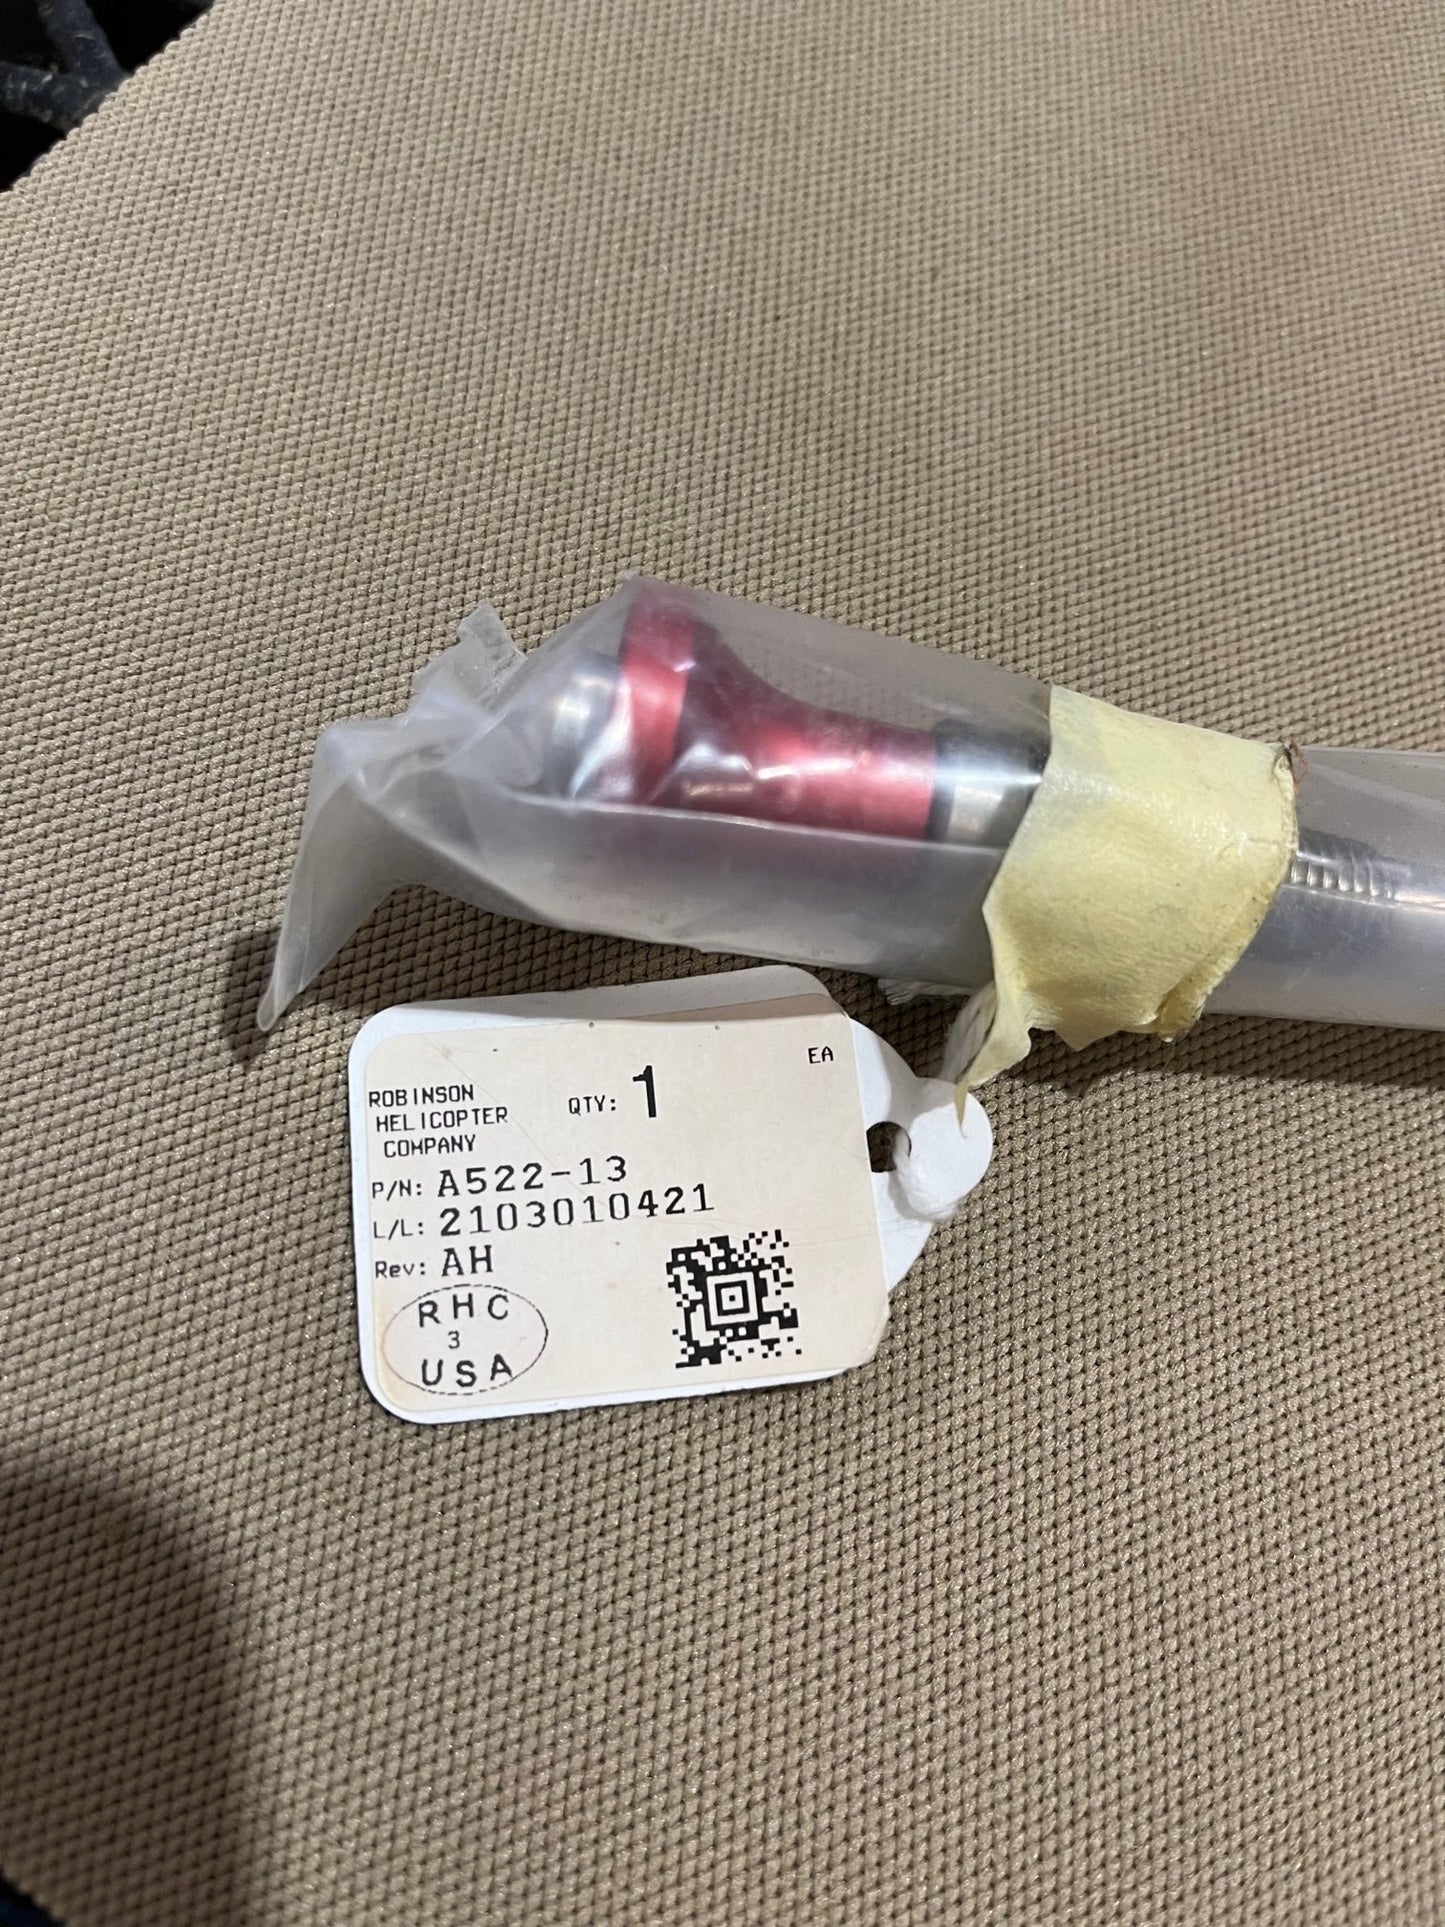 ROBINSON
HELICOPTER
COMPANY
QTY: 1
EA
P/N: A522-13
L/L: 2103010421
Rev: AH
RHC
3
USA